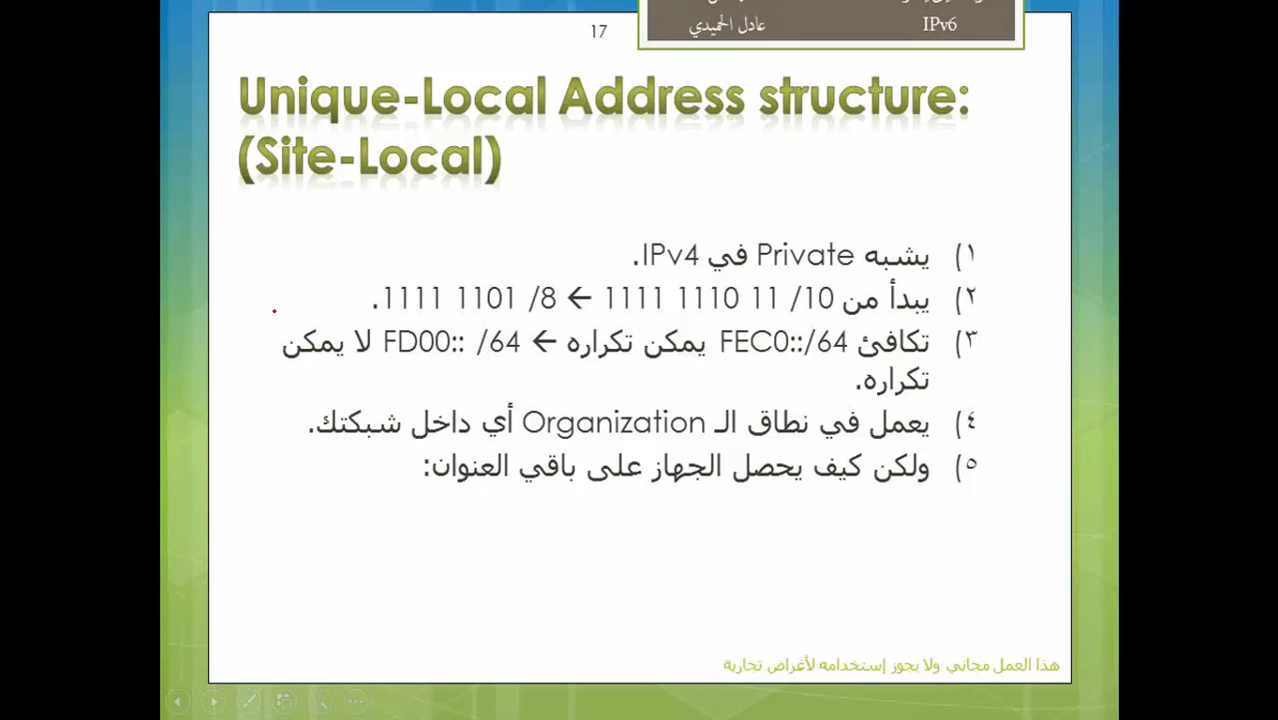 عادل الحميدي IPv6
17
Unique-Local Address structure:
(Site-Local)
١) يشبه Private في IPv4.
٢) يبدأ من 1111 1110 11 /10 ← 1111 1101 /8.
٣) تكافئ FEC0::/64 يمكن تكراره ← FD00:: /64 لا يمكن
تكراره.
٤) يعمل في نطاق الـ Organization أي داخل شبكتك.
٥) ولكن كيف يحصل الجهاز على باقي العنوان:
هذا العمل مجاني ولا يجوز إستخدامه لأغراض تجارية